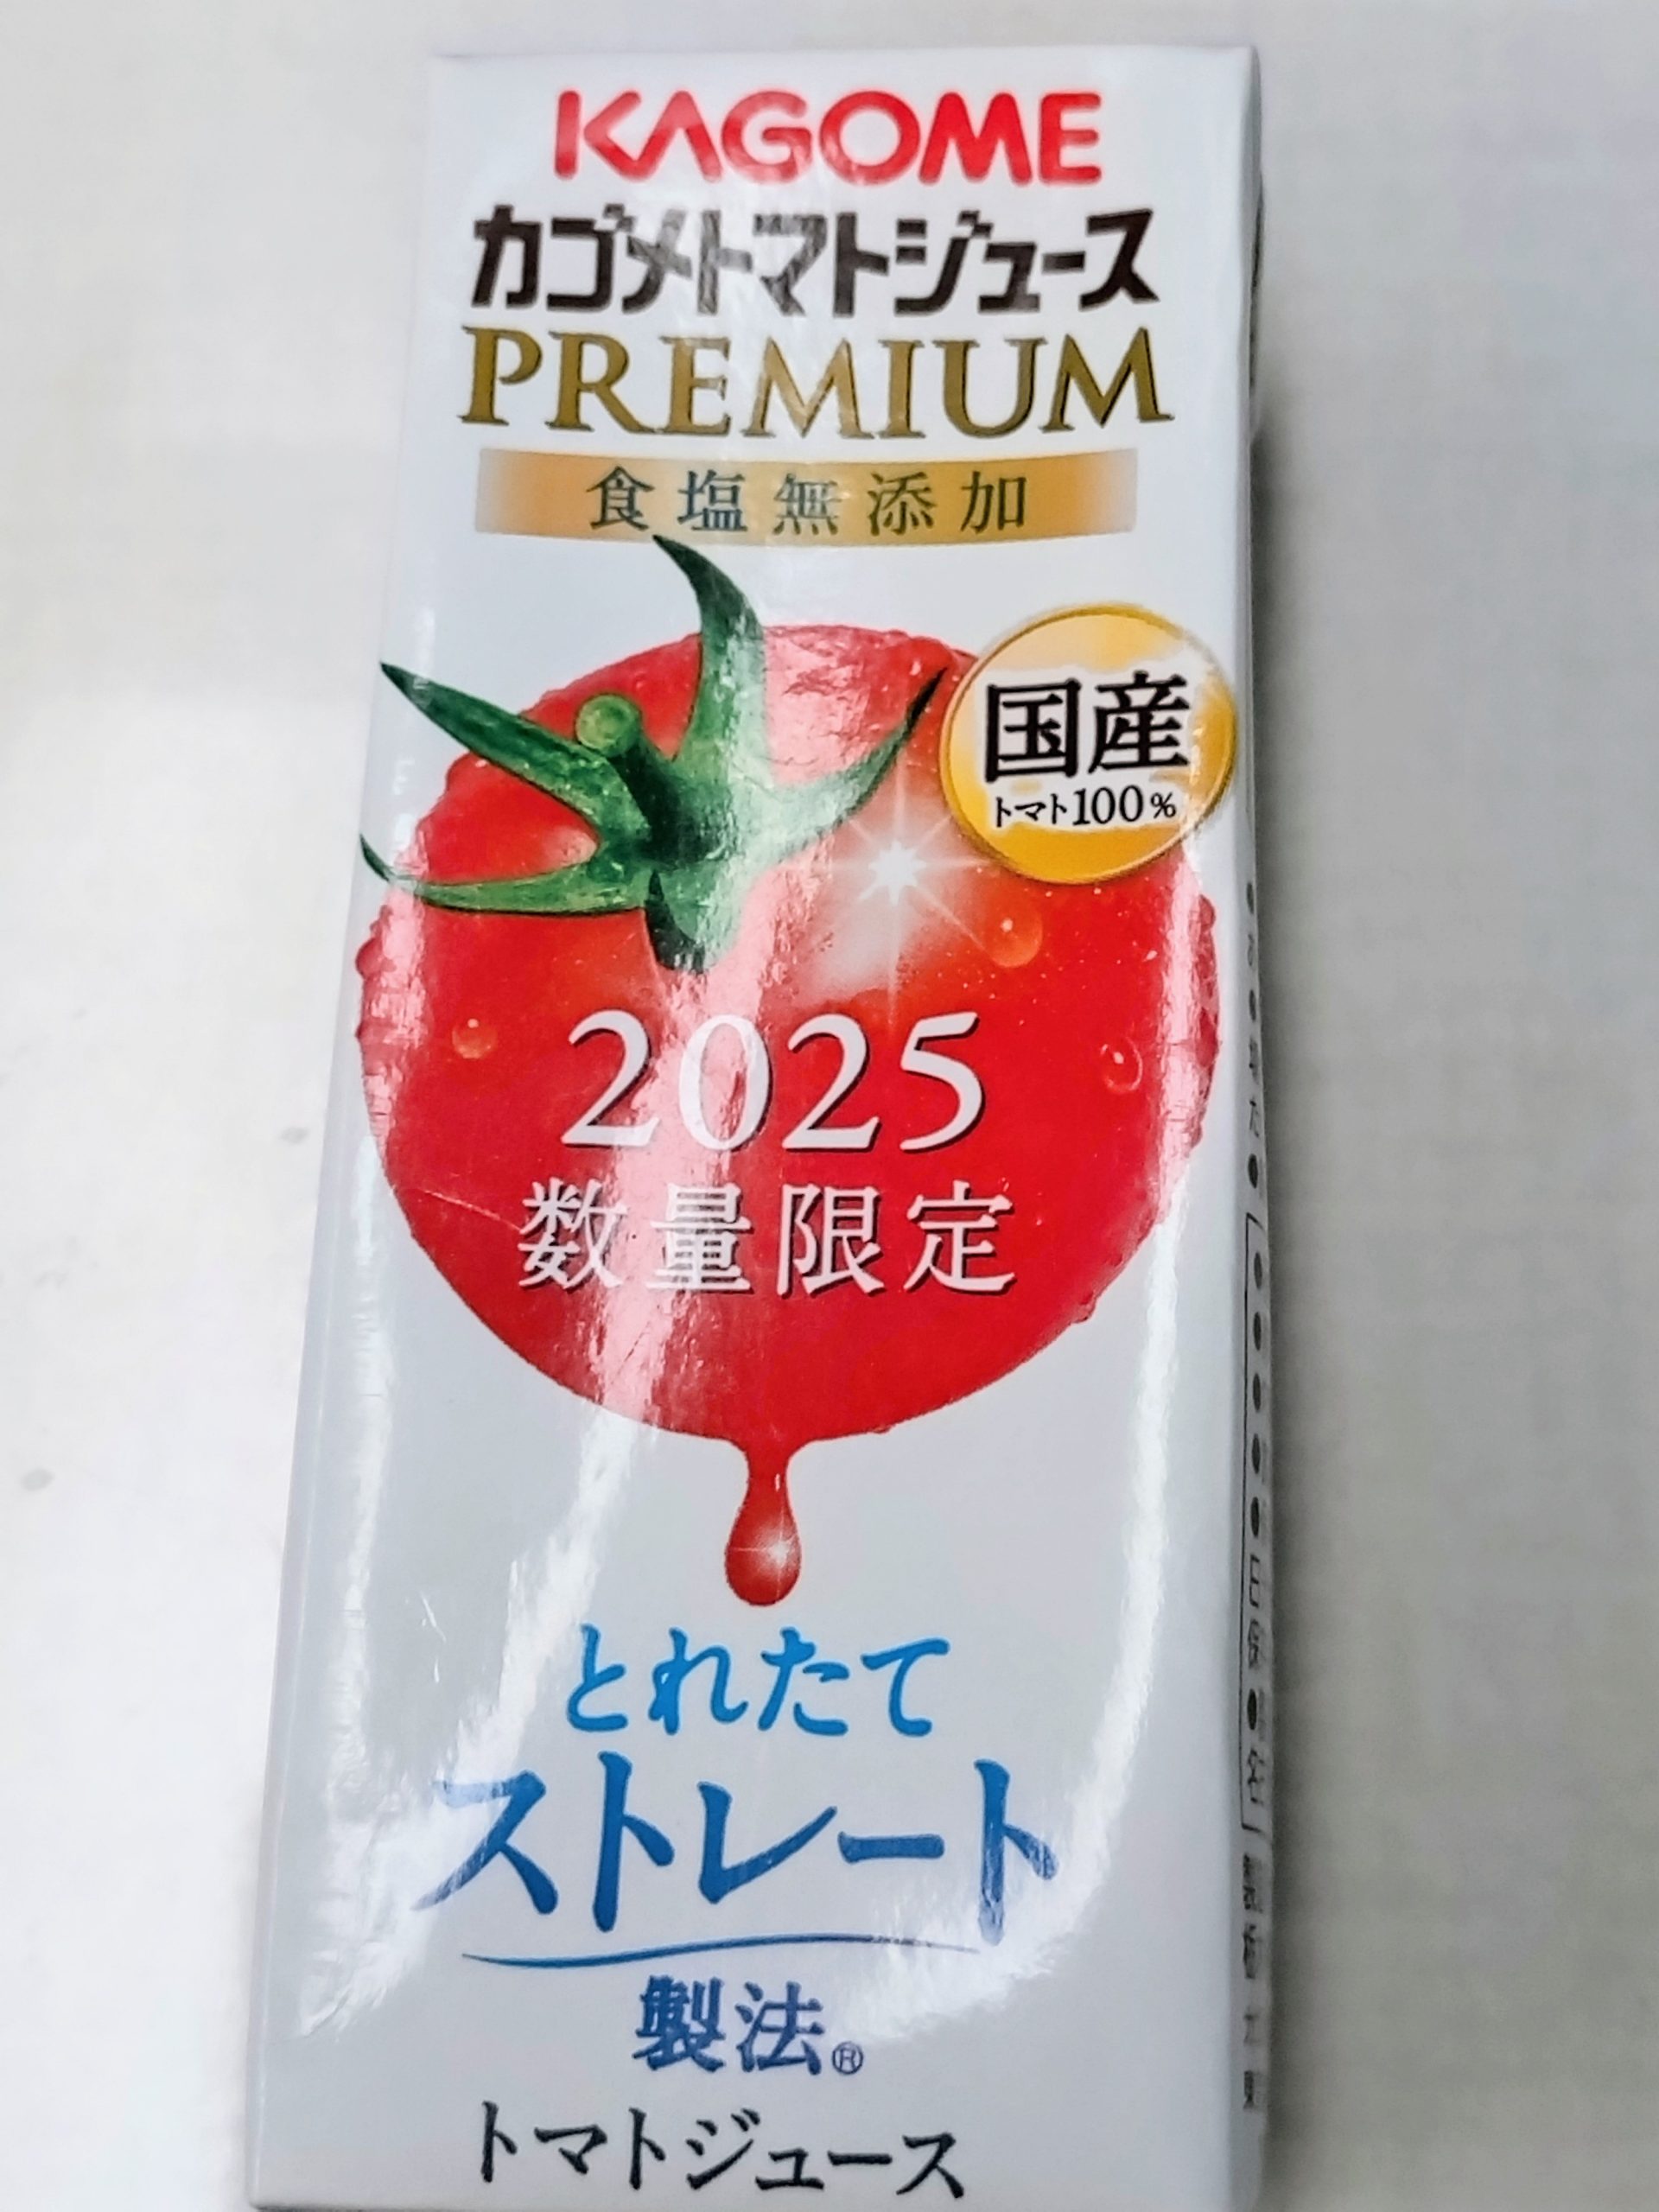 KAGOME
カゴメトマトジュース
PREMIUM
食塩無添加
国産
トマト100%
2025
数量限定
とれたて
ストレート
製法®
トマトジュース